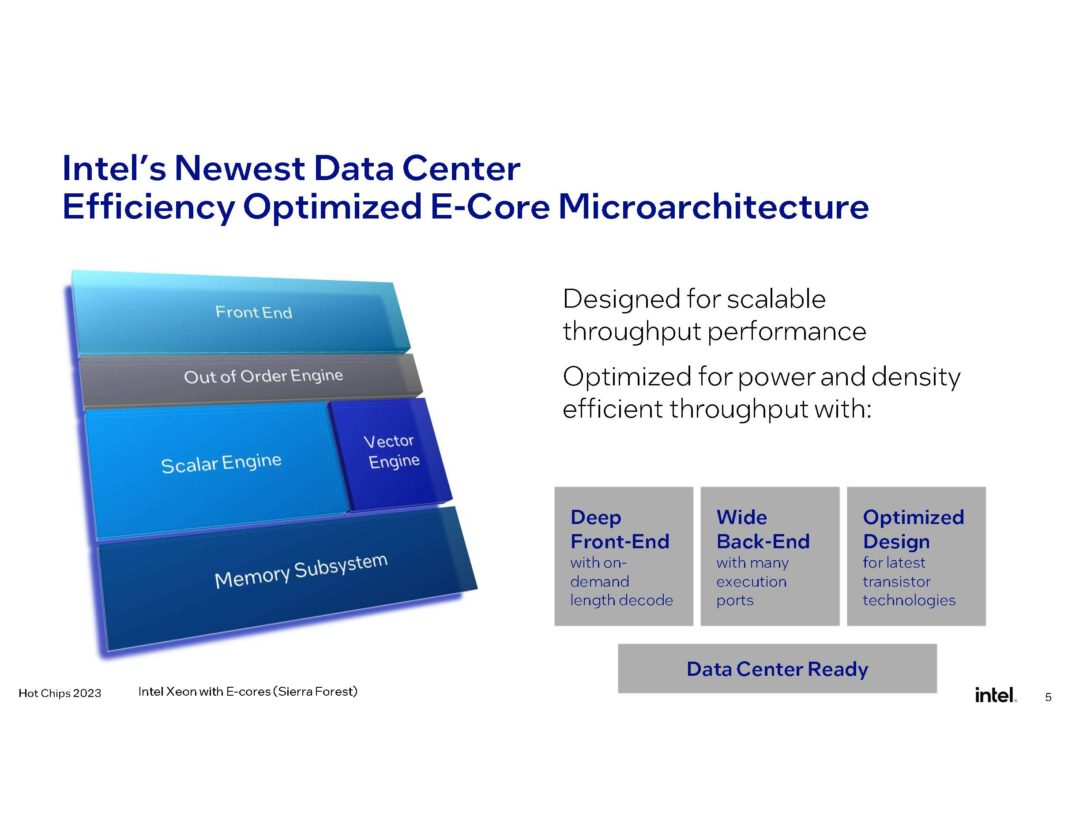 Intel's Newest Data Center
Efficiency Optimized E-Core Microarchitecture
Front End
Out of Order Engine
Scalar Engine
Vector
Engine
Memory Subsystem
Designed for scalable
throughput performance
Optimized for power and density
efficient throughput with:
Deep
Front-End
with on-
demand
length decode
Wide
Back-End
with many
execution
ports
Optimized
Design
for latest
transistor
technologies
Data Center Ready
Hot Chips 2023
Intel Xeon with E-cores (Sierra Forest)
intel.
5